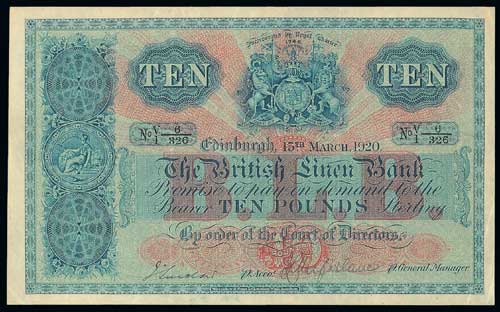 1746
TEN TEN
No V/1 6/326 No V/1 6/326
Edinburgh, 15TH MARCH, 1920
The British Linen Bank
Promise to pay on demand to the
Bearer TEN POUNDS Sterling
By order of the Court of Directors.
p. Acco. p. General Manager